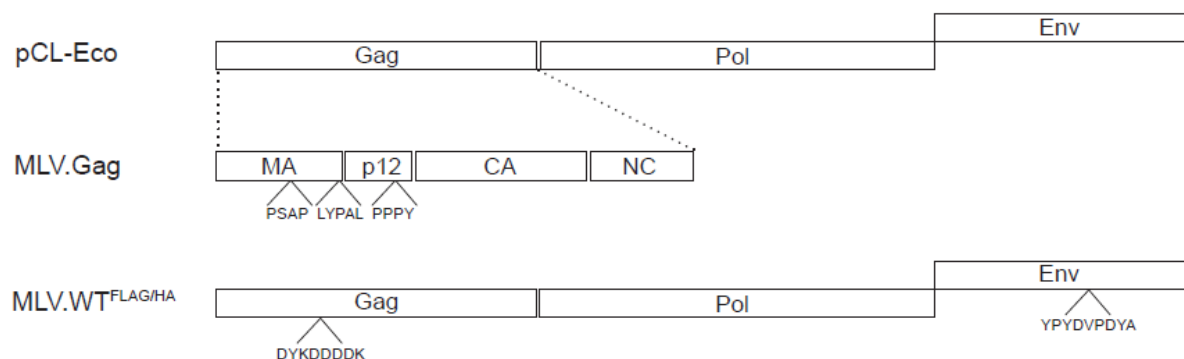 Env
pCL-Eco Gag Pol
MLV.Gag MA p12 CA NC
PSAP LYPAL PPPY
Env
MLV.WTFLAG/HA Gag Pol
YPYDVPDYA
DYKDDDDK